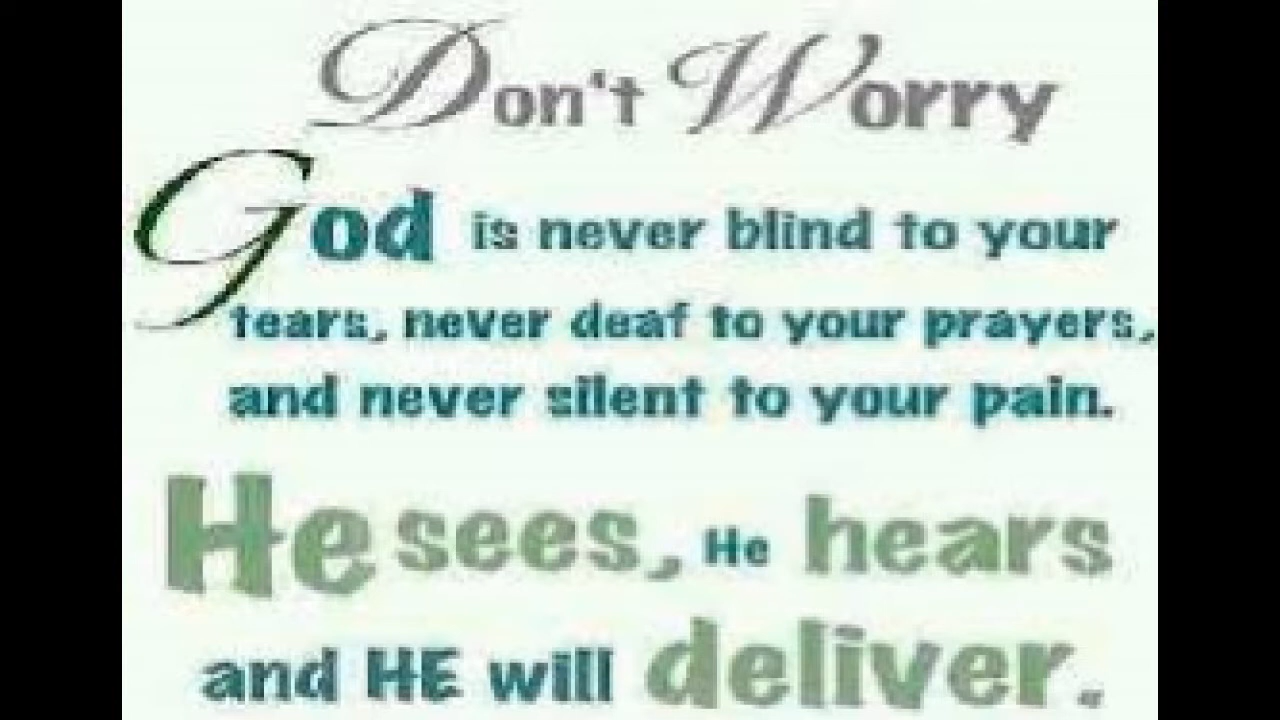 Don't Worry
God is never blind to your
tears, never deaf to your prayers,
and never silent to your pain.
He sees, He hears
and HE will deliver.